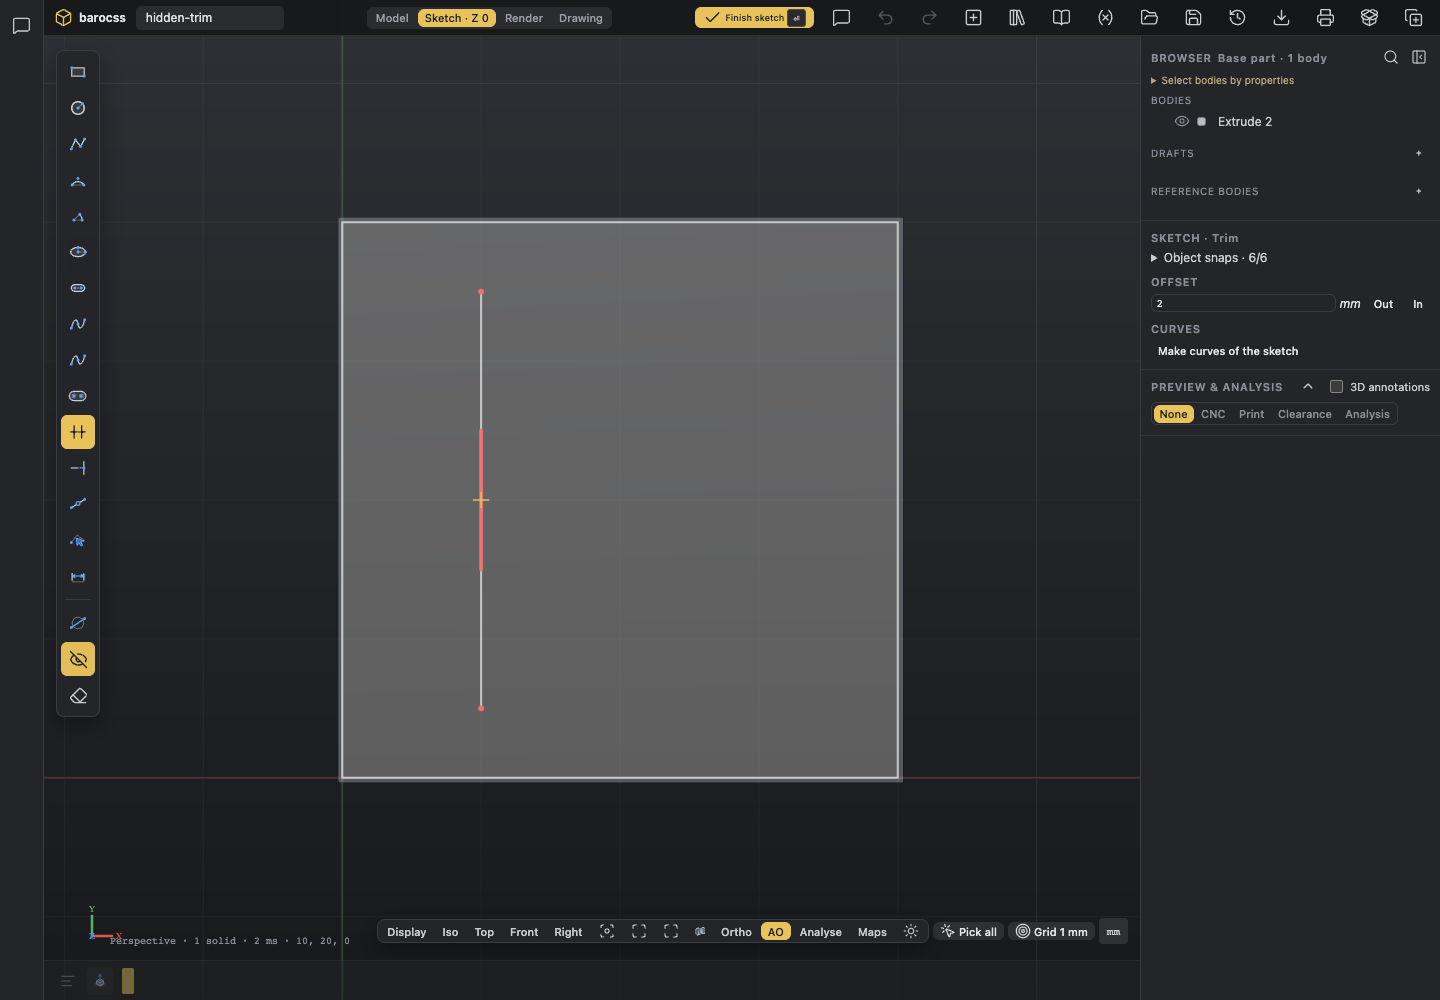 barocss
hidden-trim
Model Sketch · Z 0 Render Drawing
Finish sketch
BROWSER Base part · 1 body
Select bodies by properties
BODIES
Extrude 2
DRAFTS
REFERENCE BODIES
SKETCH · Trim
Object snaps · 6/6
OFFSET
2 mm Out In
CURVES
Make curves of the sketch
PREVIEW & ANALYSIS 3D annotations
None CNC Print Clearance Analysis
Y
X
Perspective · 1 solid · 2 ms · 10, 20, 0
Display Iso Top Front Right Ortho AO Analyse Maps Pick all Grid 1 mm mm